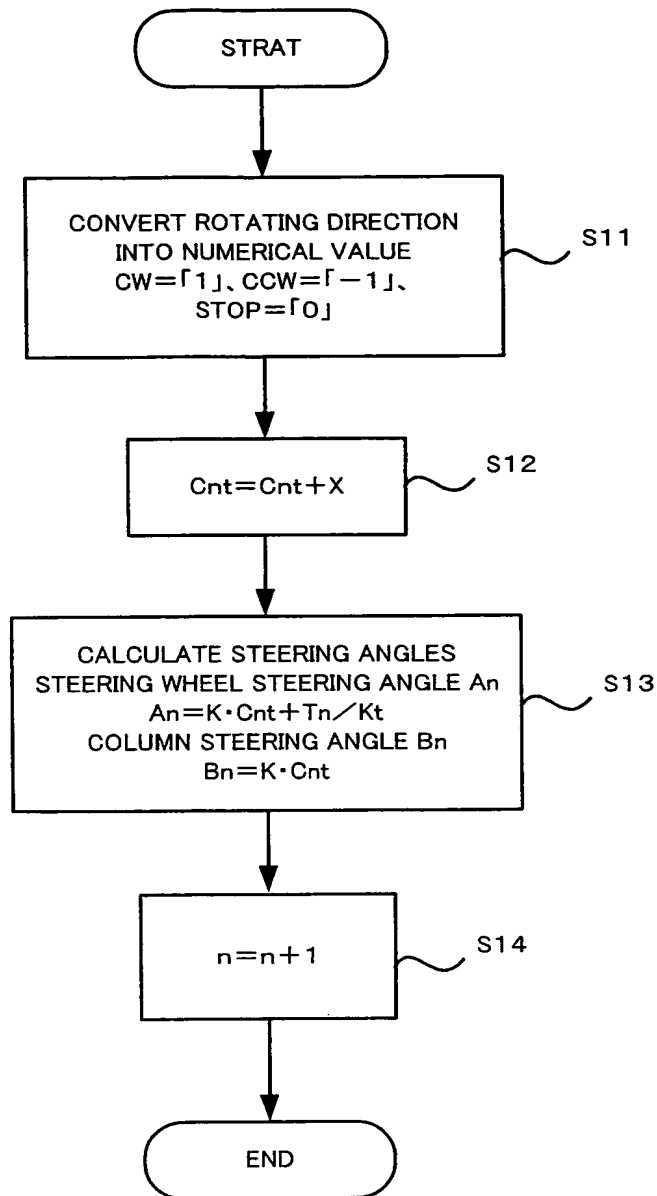 STRAT
CONVERT ROTATING DIRECTION
INTO NUMERICAL VALUE
CW=「1」、CCW=「-1」、
STOP=「0」
S11
Cnt=Cnt+X
S12
CALCULATE STEERING ANGLES
STEERING WHEEL STEERING ANGLE An
An=K·Cnt+Tn/Kt
COLUMN STEERING ANGLE Bn
Bn=K·Cnt
S13
n=n+1
S14
END